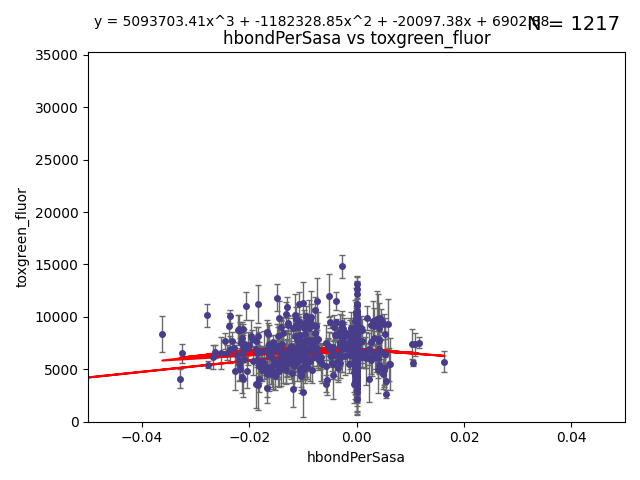 y = 5093703.41x^3 + -1182328.85x^2 + -20097.38x + 6902.
N = 1217
hbondPerSasa vs toxgreen_fluor
35000
30000
25000
20000
15000
10000
5000
0
toxgreen_fluor
−0.04 −0.02 0.00 0.02 0.04
hbondPerSasa